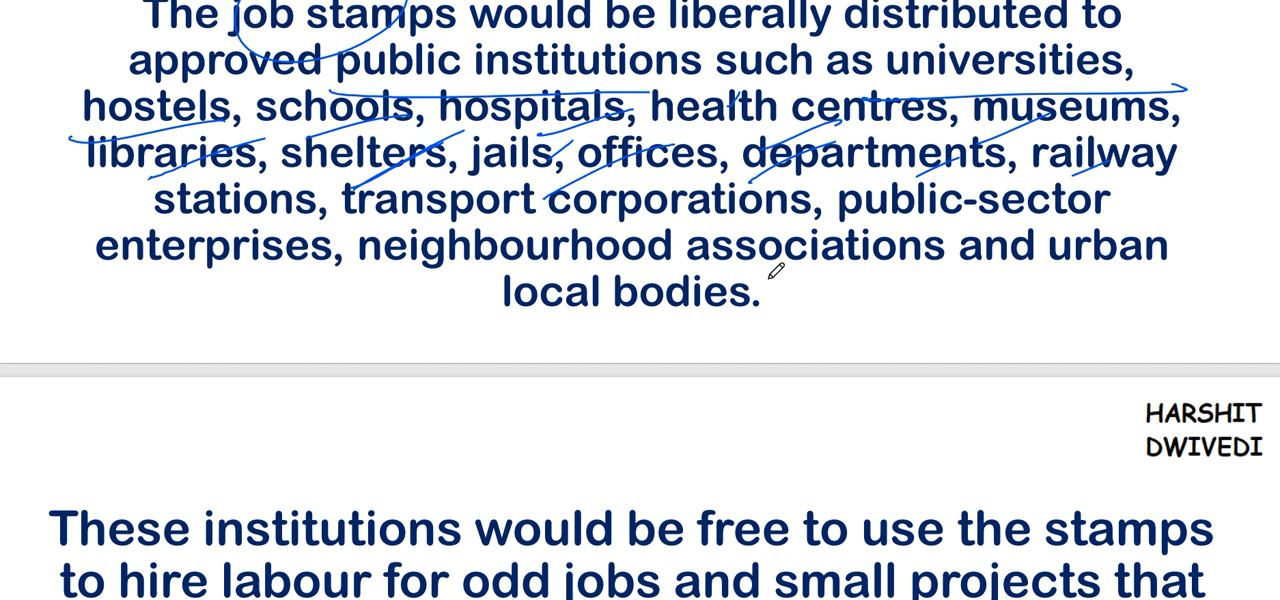 The job stamps would be liberally distributed to
approved public institutions such as universities,
hostels, schools, hospitals, health centres, museums,
libraries, shelters, jails, offices, departments, railway
stations, transport corporations, public-sector
enterprises, neighbourhood associations and urban
local bodies.
HARSHIT
DWIVEDI
These institutions would be free to use the stamps
to hire labour for odd jobs and small projects that